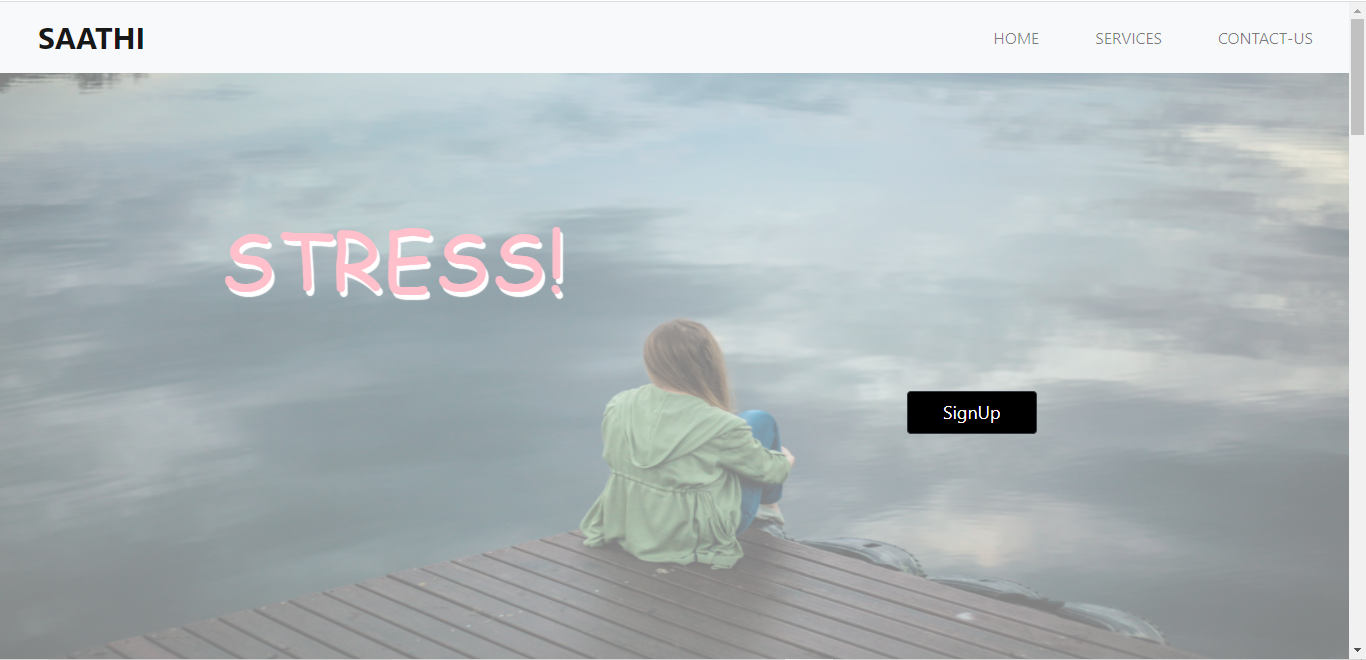 SAATHI
HOME SERVICES CONTACT-US
STRESS!
SignUp